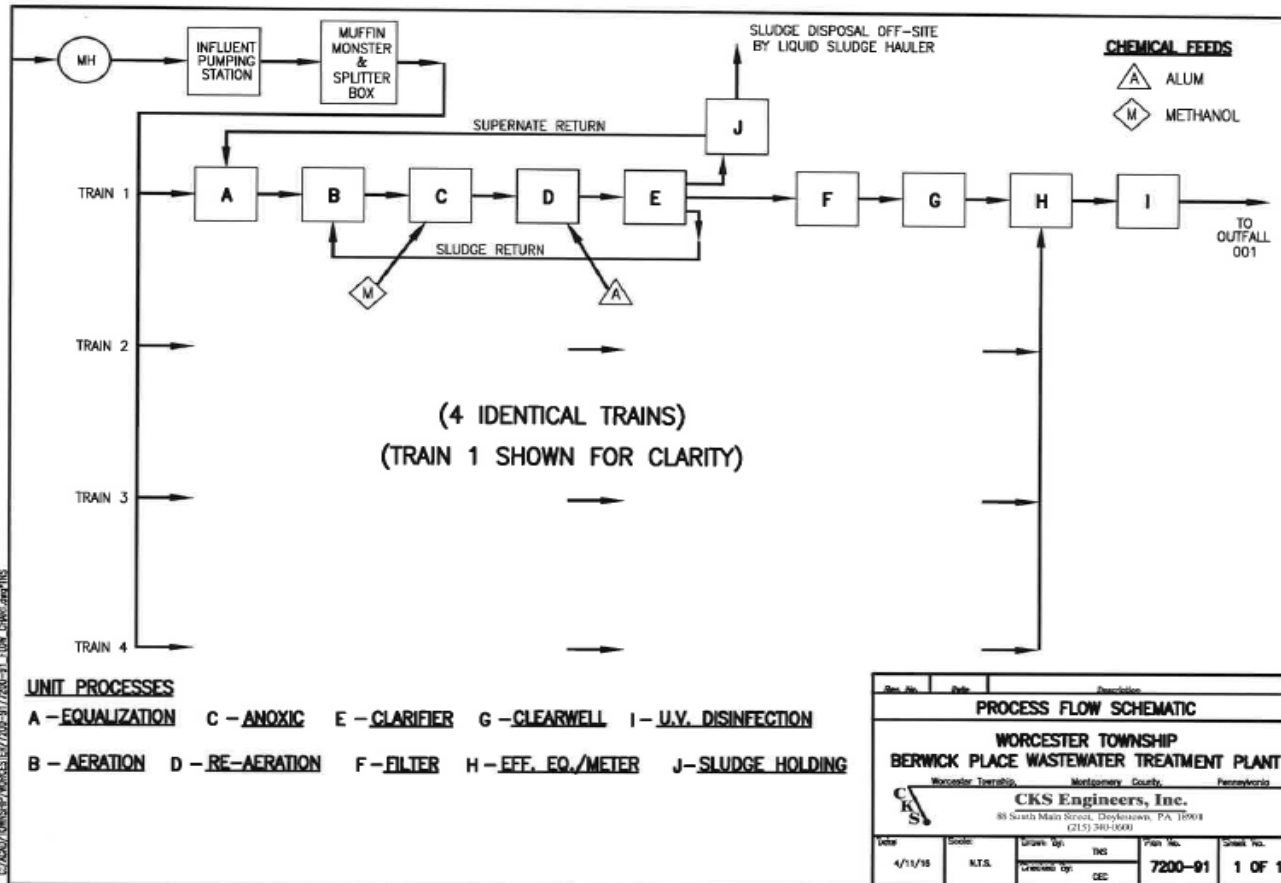 MH
INFLUENT
PUMPING
STATION
MUFFIN
MONSTER
&
SPLITTER
BOX
SLUDGE DISPOSAL OFF-SITE
BY LIQUID SLUDGE HAULER
CHEMICAL FEEDS
A ALUM
M METHANOL
SUPERNATE RETURN
J
TRAIN 1
A
B
C
D
E
F
G
H
I
TO
OUTFALL
001
SLUDGE RETURN
M
A
TRAIN 2
(4 IDENTICAL TRAINS)
(TRAIN 1 SHOWN FOR CLARITY)
TRAIN 3
TRAIN 4
UNIT PROCESSES
A - EQUALIZATION C - ANOXIC E - CLARIFIER G - CLEARWELL I - U.V. DISINFECTION
B - AERATION D - RE-AERATION F - FILTER H - EFF. EQ./METER J - SLUDGE HOLDING
Rev. No. Date Description
PROCESS FLOW SCHEMATIC
WORCESTER TOWNSHIP
BERWICK PLACE WASTEWATER TREATMENT PLANT
Worcester Township, Montgomery County, Pennsylvania
CKS
CKS Engineers, Inc.
88 South Main Street, Doylestown, PA 18901
(215) 340-0600
Date Scale: Drawn By: Plan No. Sheet No.
4/11/16 N.T.S. TNS 7200-91 1 OF 1
Checked By:
CEC